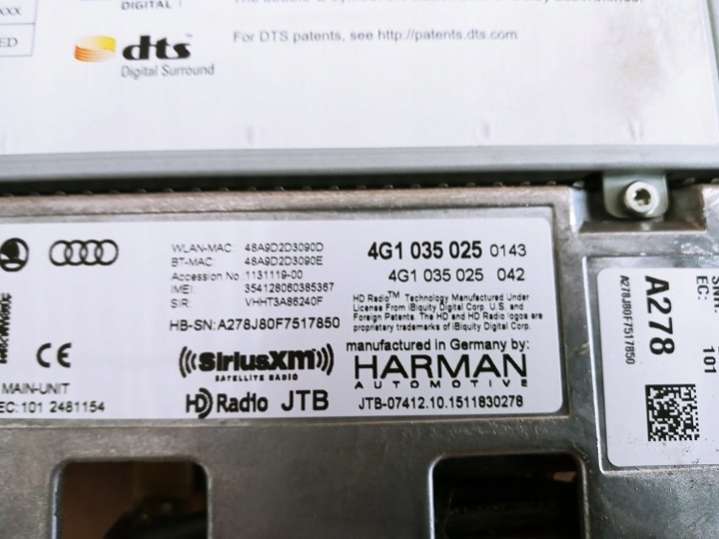 xxx
ED
DIGITAL
dts
Digital Surround
For DTS patents, see http://patents.dts.com
WLAN-MAC: 48A9D2D3090D
BT-MAC: 48A9D2D3090E
Accession No 1131119-00
IMEI: 354128060385367
SIR: VHHT3A86240F
HB-SN: A278J80F7517850
4G1 035 025 0143
4G1 035 025 042
HD Radio™ Technology Manufactured Under
License From iBiquity Digital Corp. U.S. and
Foreign Patents. The HD and HD Radio logos are
proprietary trademarks of iBiquity Digital Corp.
manufactured in Germany by:
HARMAN
AUTOMOTIVE
JTB-07412.10.1511830278
CE
MAIN-UNIT
EC: 101 2481154
((SiriusXM))
SATELLITE RADIO
HD Radio JTB
EC: 101
A278
A278J80F7517850